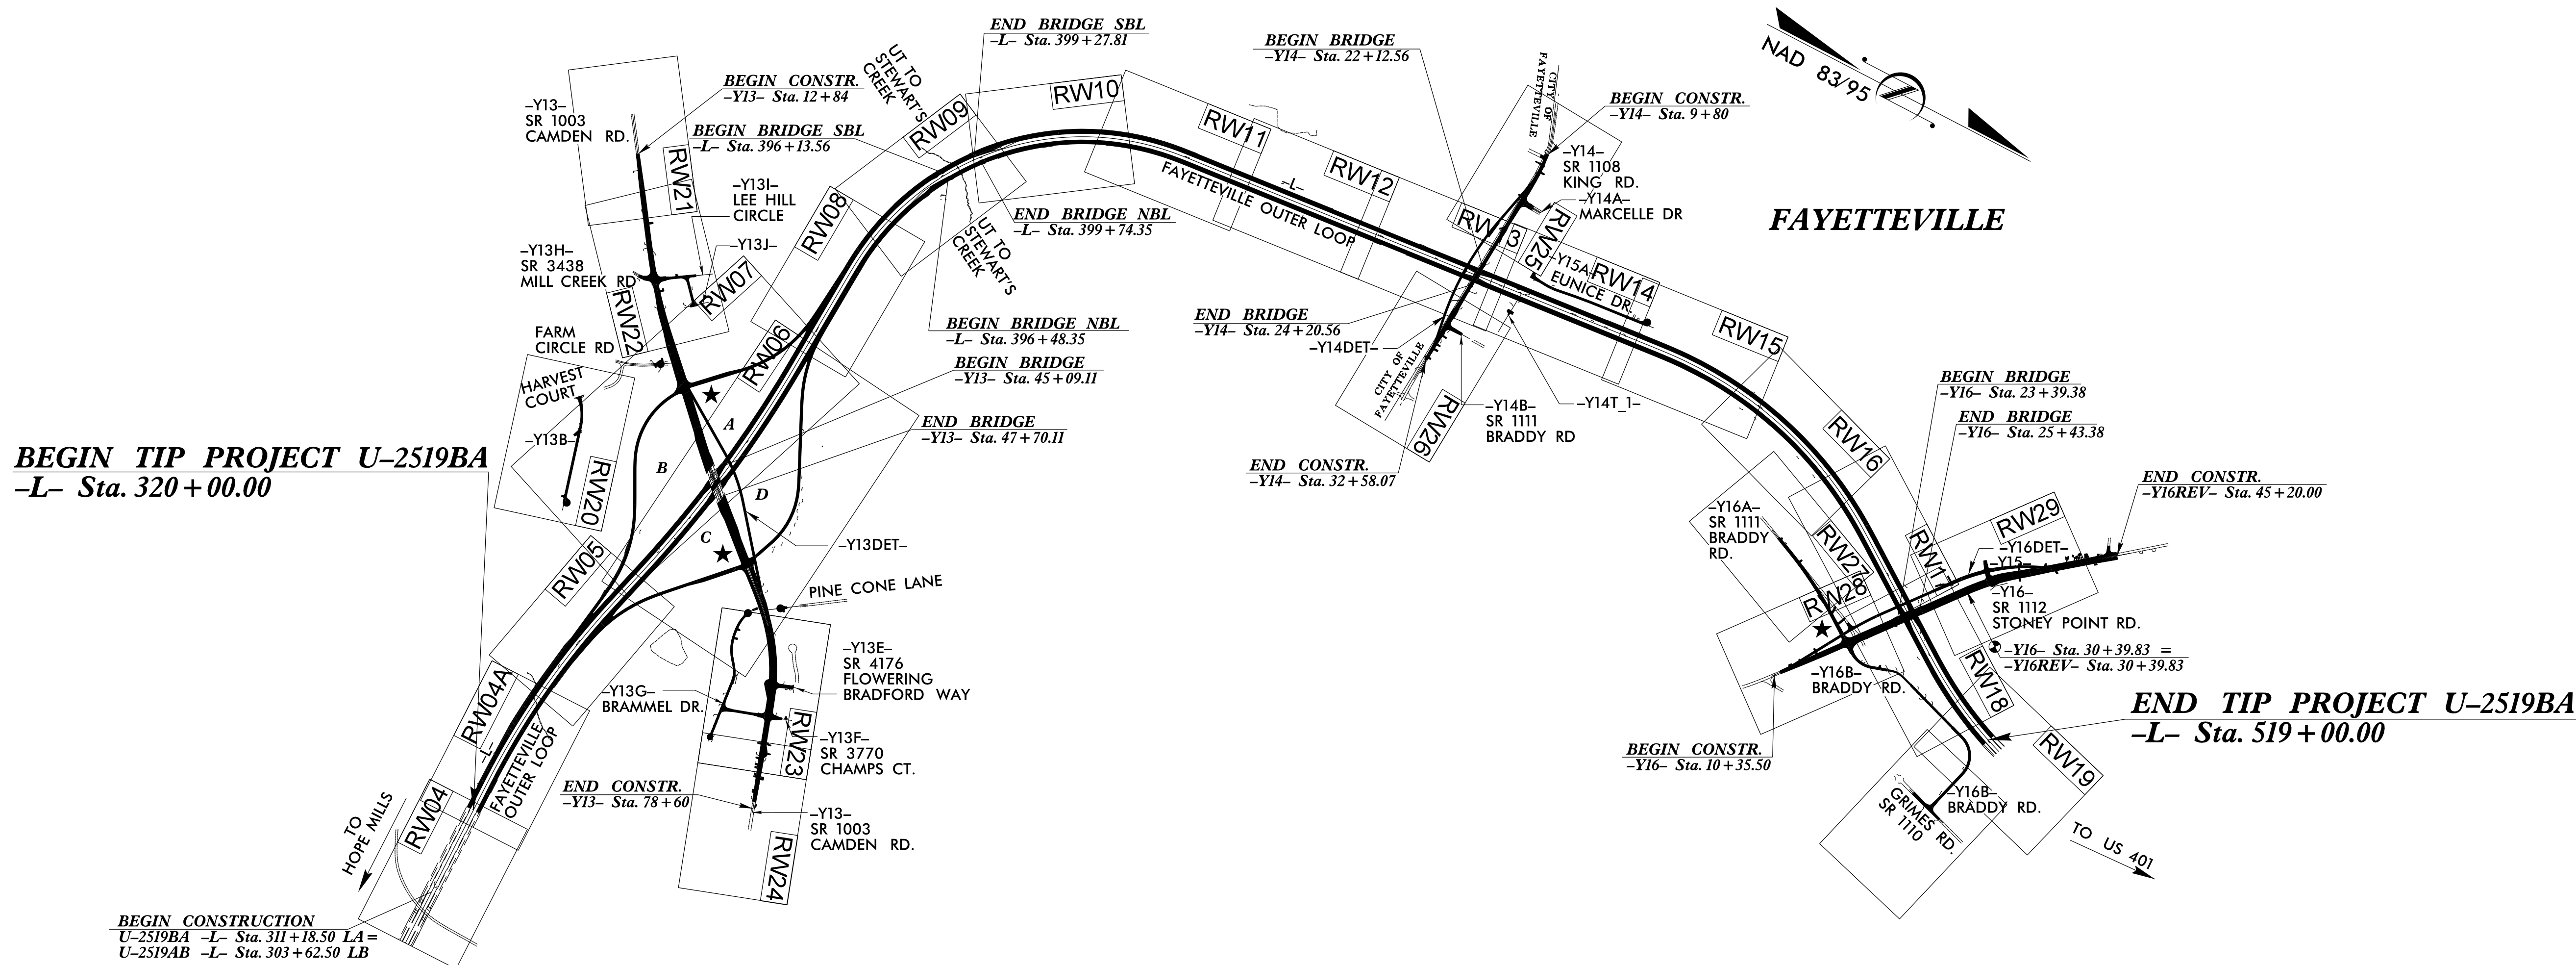 END BRIDGE SBL
–L– Sta. 399+27.81
BEGIN BRIDGE
–Y14– Sta. 22+12.56
CITY OF
FAYETTEVILLE
NAD 83/95
UT TO
STEWART'S
CREEK
BEGIN CONSTR.
–Y13– Sta. 12+84
–Y13–
SR 1003
CAMDEN RD.
BEGIN BRIDGE SBL
–L– Sta. 396+13.56
RW09
RW10
RW11
RW12
BEGIN CONSTR.
–Y14– Sta. 9+80
–Y14–
SR 1108
KING RD.
–Y14A–
MARCELLE DR
RW21
–Y13I–
LEE HILL
CIRCLE
–Y13J–
RW08
END BRIDGE NBL
–L– Sta. 399+74.35
FAYETTEVILLE OUTER LOOP
–L–
RW13
RW25
FAYETTEVILLE
–Y13H–
SR 3438
MILL CREEK RD
RW07
RW22
UT TO
STEWART'S
CREEK
–Y15A–
EUNICE DR.
RW14
RW15
END BRIDGE
–Y14– Sta. 24+20.56
–Y14DET–
BEGIN BRIDGE NBL
–L– Sta. 396+48.35
FARM
CIRCLE RD
RW06
HARVEST
COURT
BEGIN BRIDGE
–Y13– Sta. 45+09.11
CITY OF
FAYETTEVILLE
RW26
–Y14B–
SR 1111
BRADDY RD
–Y14T_1–
BEGIN BRIDGE
–Y16– Sta. 23+39.38
END BRIDGE
–Y16– Sta. 25+43.38
END BRIDGE
–Y13– Sta. 47+70.11
A
B
C
D
–Y13B–
RW20
BEGIN TIP PROJECT U–2519BA
–L– Sta. 320+00.00
END CONSTR.
–Y14– Sta. 32+58.07
RW16
END CONSTR.
–Y16REV– Sta. 45+20.00
–Y16A–
SR 1111
BRADDY
RD.
RW27
RW28
RW17
RW29
–Y16DET–
–Y15–
–Y13DET–
RW05
PINE CONE LANE
–Y16–
SR 1112
STONEY POINT RD.
–Y16– Sta. 30+39.83 =
–Y16REV– Sta. 30+39.83
–Y13E–
SR 4176
FLOWERING
BRADFORD WAY
–Y13G–
BRAMMEL DR.
RW04A
–L–
FAYETTEVILLE
OUTER LOOP
RW23
–Y13F–
SR 3770
CHAMPS CT.
–Y16B–
BRADDY RD.
RW18
END TIP PROJECT U–2519BA
–L– Sta. 519+00.00
BEGIN CONSTR.
–Y16– Sta. 10+35.50
RW19
END CONSTR.
–Y13– Sta. 78+60
–Y13–
SR 1003
CAMDEN RD.
RW24
RW04
TO
HOPE MILLS
–Y16B–
BRADDY RD.
GRIMES RD.
SR 1110
TO US 401
BEGIN CONSTRUCTION
U–2519BA –L– Sta. 311+18.50 LA=
U–2519AB –L– Sta. 303+62.50 LB